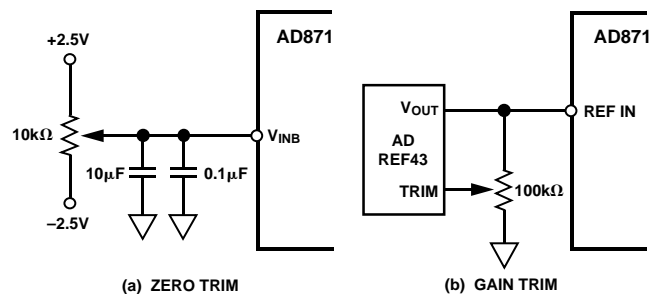 +2.5V
AD871
10kΩ
VINB
10μF
0.1μF
–2.5V
(a) ZERO TRIM
AD871
VOUT
REF IN
AD
REF43
TRIM
100kΩ
(b) GAIN TRIM